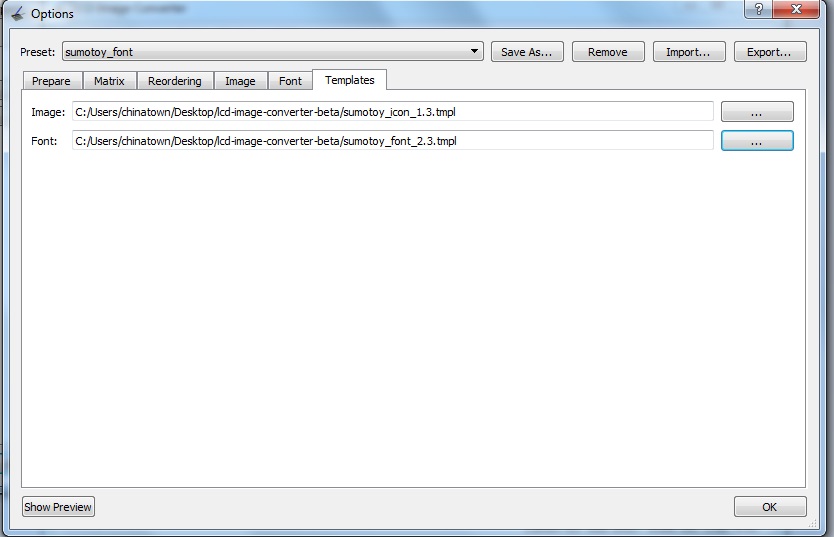 Options
Preset: sumotoy_font Save As... Remove Import... Export...
Prepare Matrix Reordering Image Font Templates
Image: C:/Users/chinatown/Desktop/lcd-image-converter-beta/sumotoy_icon_1.3.tmpl ...
Font: C:/Users/chinatown/Desktop/lcd-image-converter-beta/sumotoy_font_2.3.tmpl ...
Show Preview OK